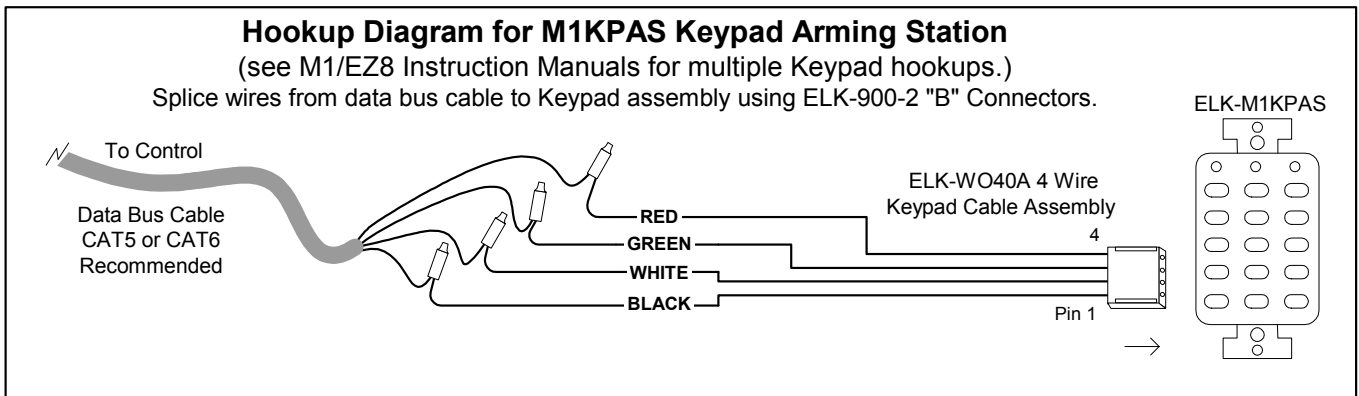 Hookup Diagram for M1KPAS Keypad Arming Station
(see M1/EZ8 Instruction Manuals for multiple Keypad hookups.)
Splice wires from data bus cable to Keypad assembly using ELK-900-2 "B" Connectors.
ELK-M1KPAS
To Control
Data Bus Cable
CAT5 or CAT6
Recommended
ELK-WO40A 4 Wire
Keypad Cable Assembly
4
RED
GREEN
WHITE
BLACK
Pin 1